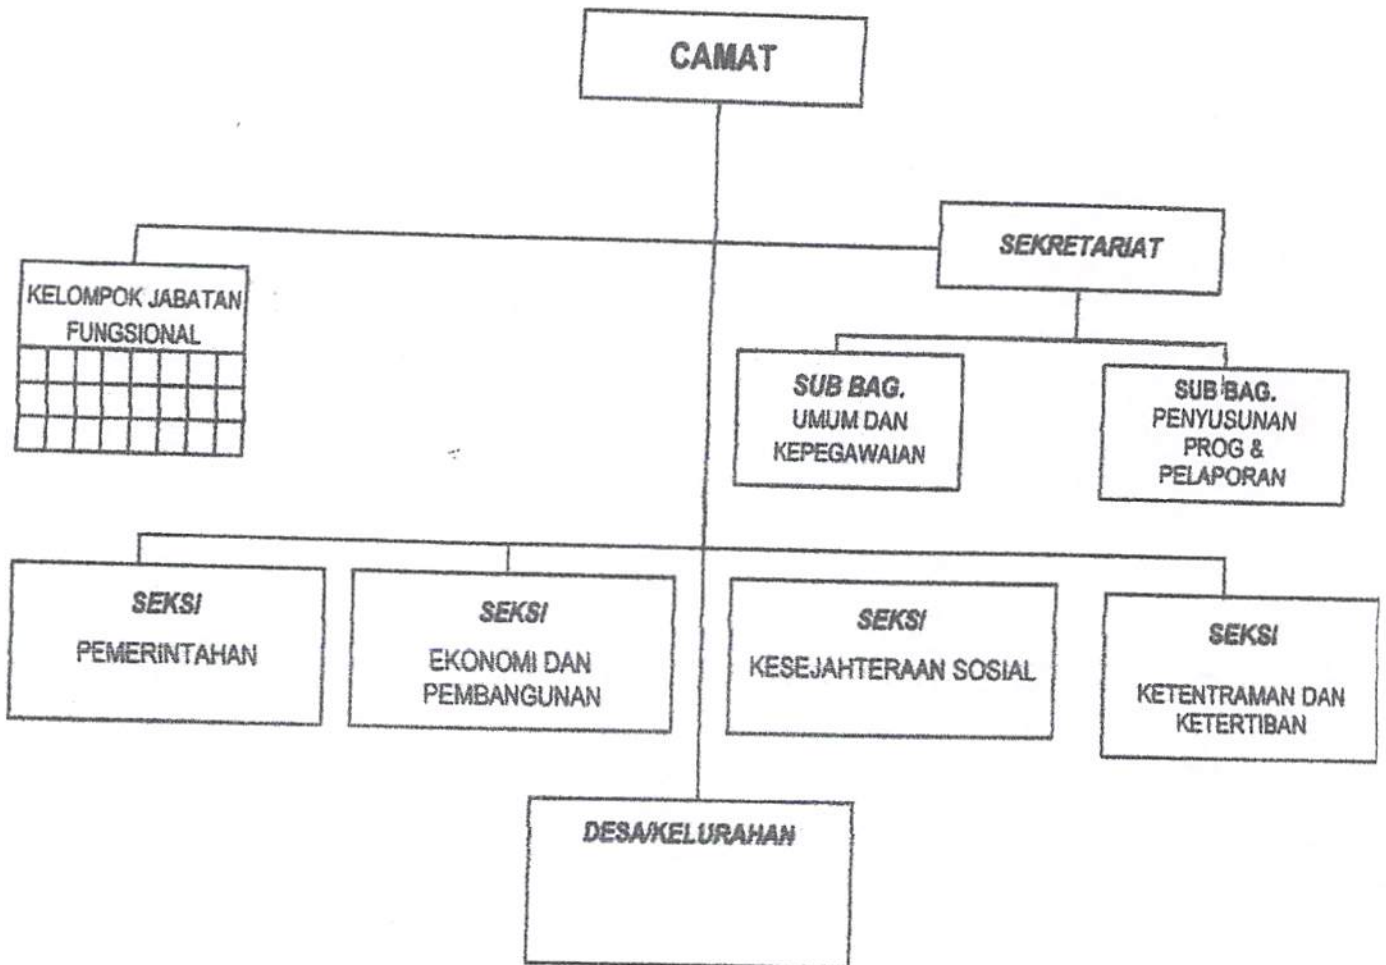 CAMAT
SEKRETARIAT
KELOMPOK JABATAN
FUNGSIONAL
SUB BAG.
UMUM DAN
KEPEGAWAIAN
SUB BAG.
PENYUSUNAN
PROG &
PELAPORAN
SEKSI
PEMERINTAHAN
SEKSI
EKONOMI DAN
PEMBANGUNAN
SEKSI
KESEJAHTERAAN SOSIAL
SEKSI
KETENTRAMAN DAN
KETERTIBAN
DESA/KELURAHAN